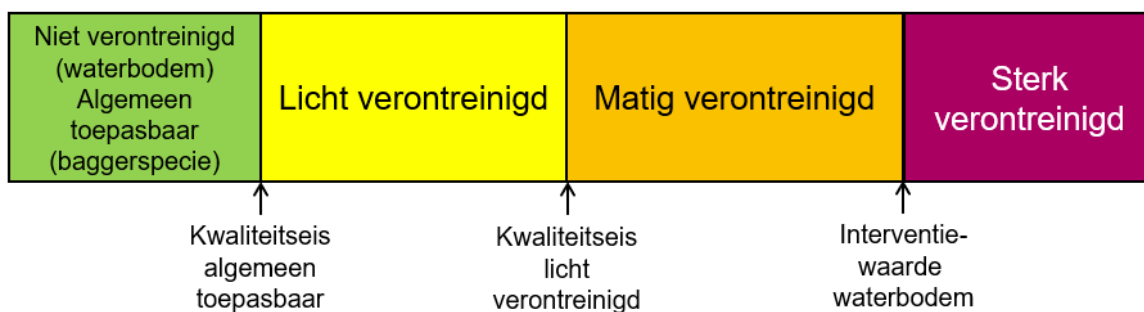 Niet verontreinigd
(waterbodem)
Algemeen
toepasbaar
(baggerspecie)
Licht verontreinigd
Matig verontreinigd
Sterk
verontreinigd
Kwaliteitseis
algemeen
toepasbaar
Kwaliteitseis
licht
verontreinigd
Interventie-
waarde
waterbodem